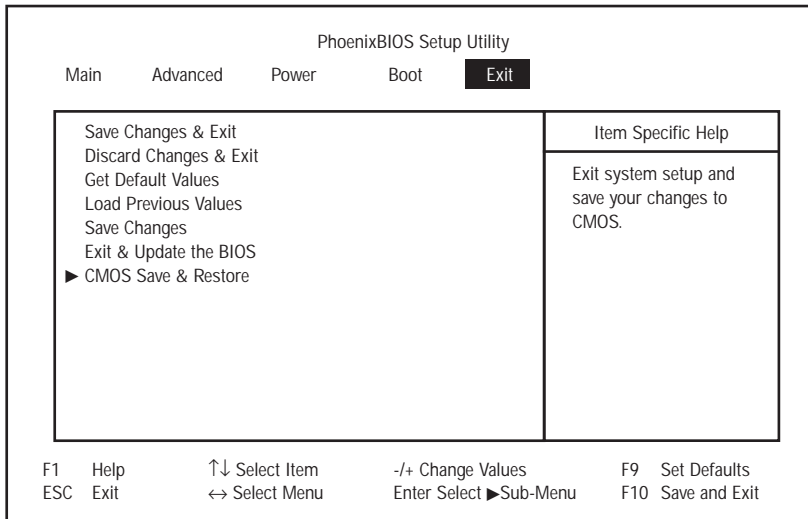 PhoenixBIOS Setup Utility
Main Advanced Power Boot Exit
Save Changes & Exit
Discard Changes & Exit
Get Default Values
Load Previous Values
Save Changes
Exit & Update the BIOS
▶ CMOS Save & Restore
Item Specific Help
Exit system setup and
save your changes to
CMOS.
F1 Help ↑↓ Select Item -/+ Change Values F9 Set Defaults
ESC Exit ↔ Select Menu Enter Select ▶Sub-Menu F10 Save and Exit